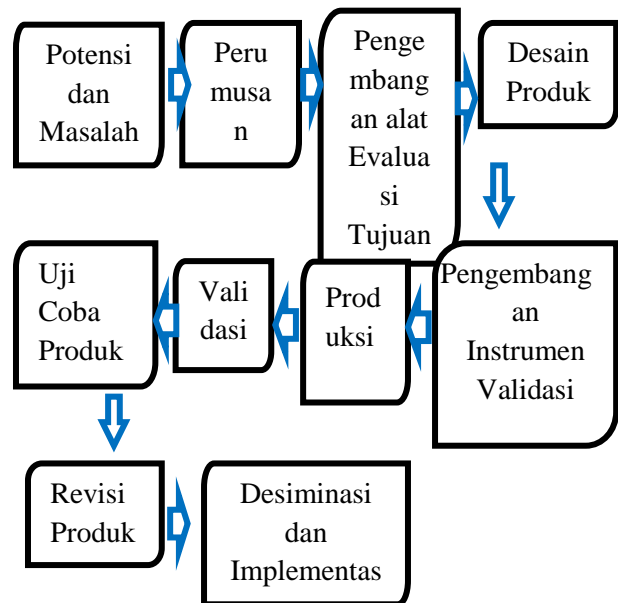 Potensi
dan
Masalah
Peru
musa
n
Penge
mbang
an alat
Evalua
si
Tujuan
Desain
Produk
Pengembang
an
Instrumen
Validasi
Prod
uksi
Vali
dasi
Uji
Coba
Produk
Revisi
Produk
Desiminasi
dan
Implementas